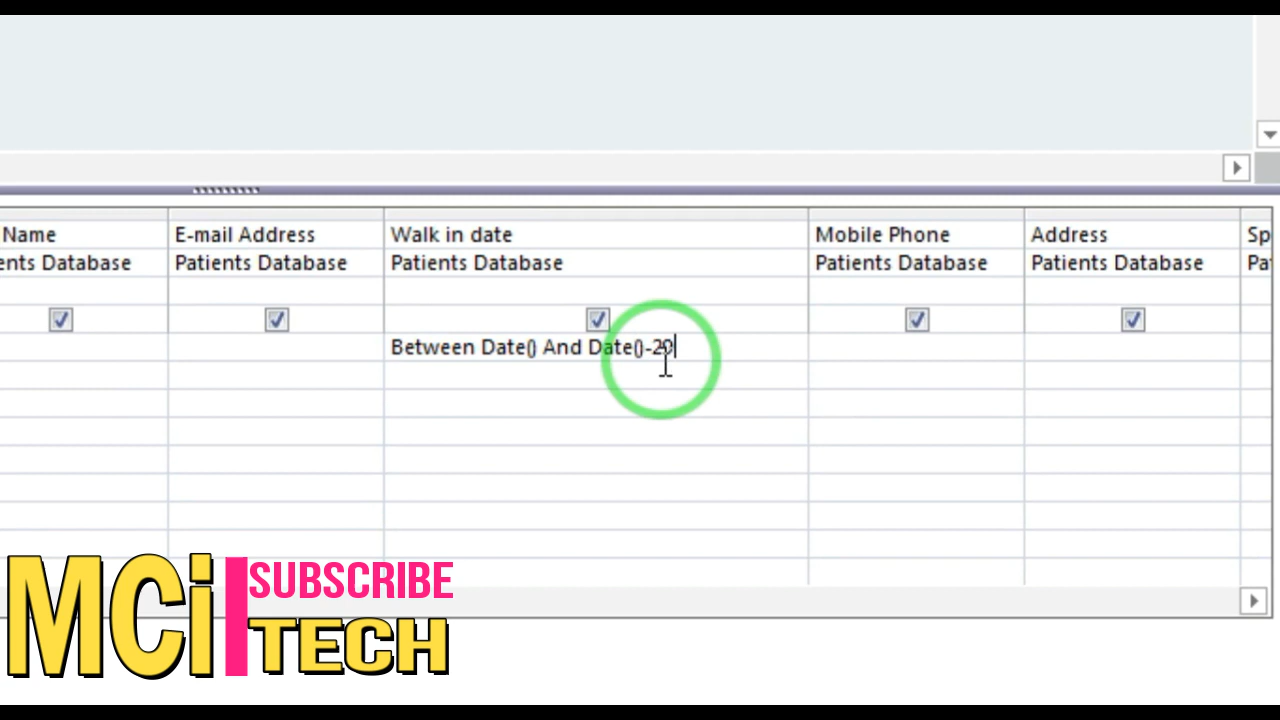 Name E-mail Address Walk in date Mobile Phone Address Sp
ents Database Patients Database Patients Database Patients Database Patients Database Pa
Between Date() And Date()-29
MCi SUBSCRIBE
TECH